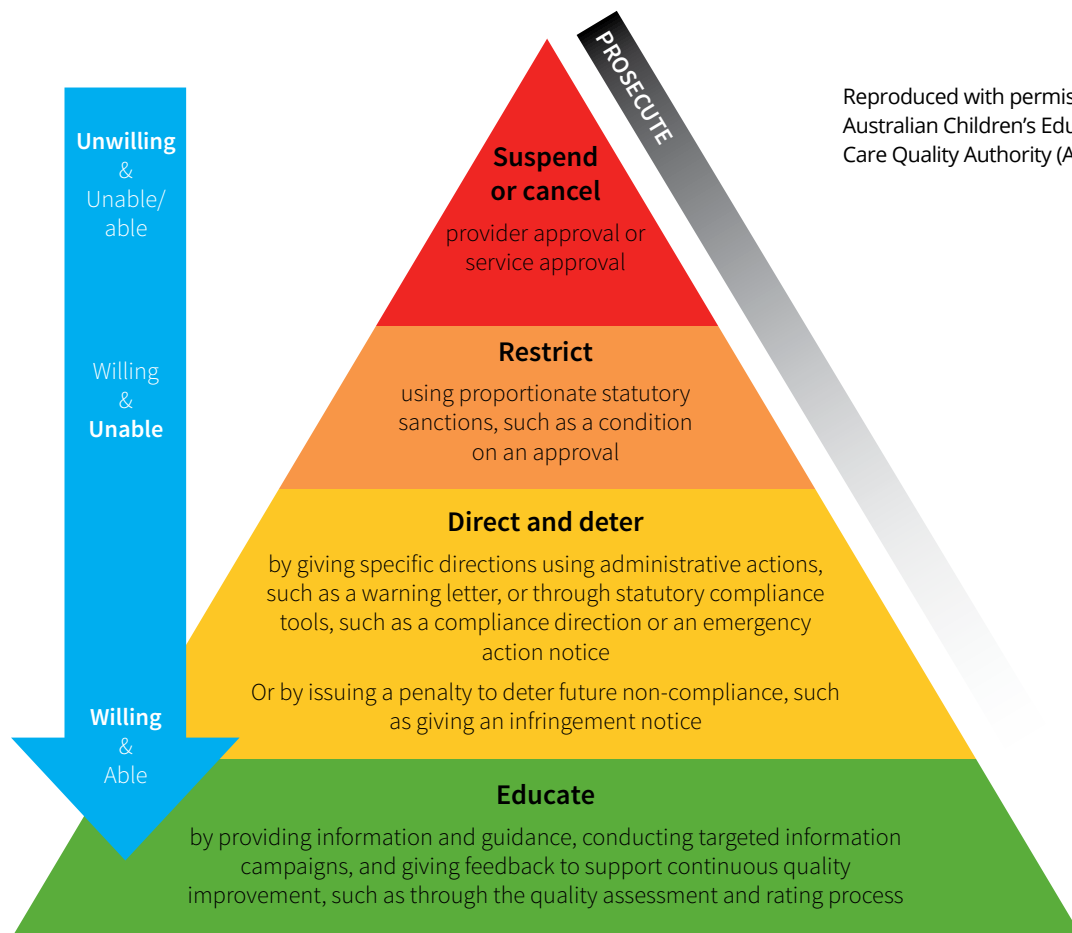 Unwilling
&
Unable/
able
Willing
&
Unable
Willing
&
Able
PROSECUTE
Suspend
or cancel
provider approval or
service approval
Restrict
using proportionate statutory
sanctions, such as a condition
on an approval
Direct and deter
by giving specific directions using administrative actions,
such as a warning letter, or through statutory compliance
tools, such as a compliance direction or an emergency
action notice
Or by issuing a penalty to deter future non-compliance, such
as giving an infringement notice
Educate
by providing information and guidance, conducting targeted information
campaigns, and giving feedback to support continuous quality
improvement, such as through the quality assessment and rating process
Reproduced with
Australian Children's
Care Quality Authority